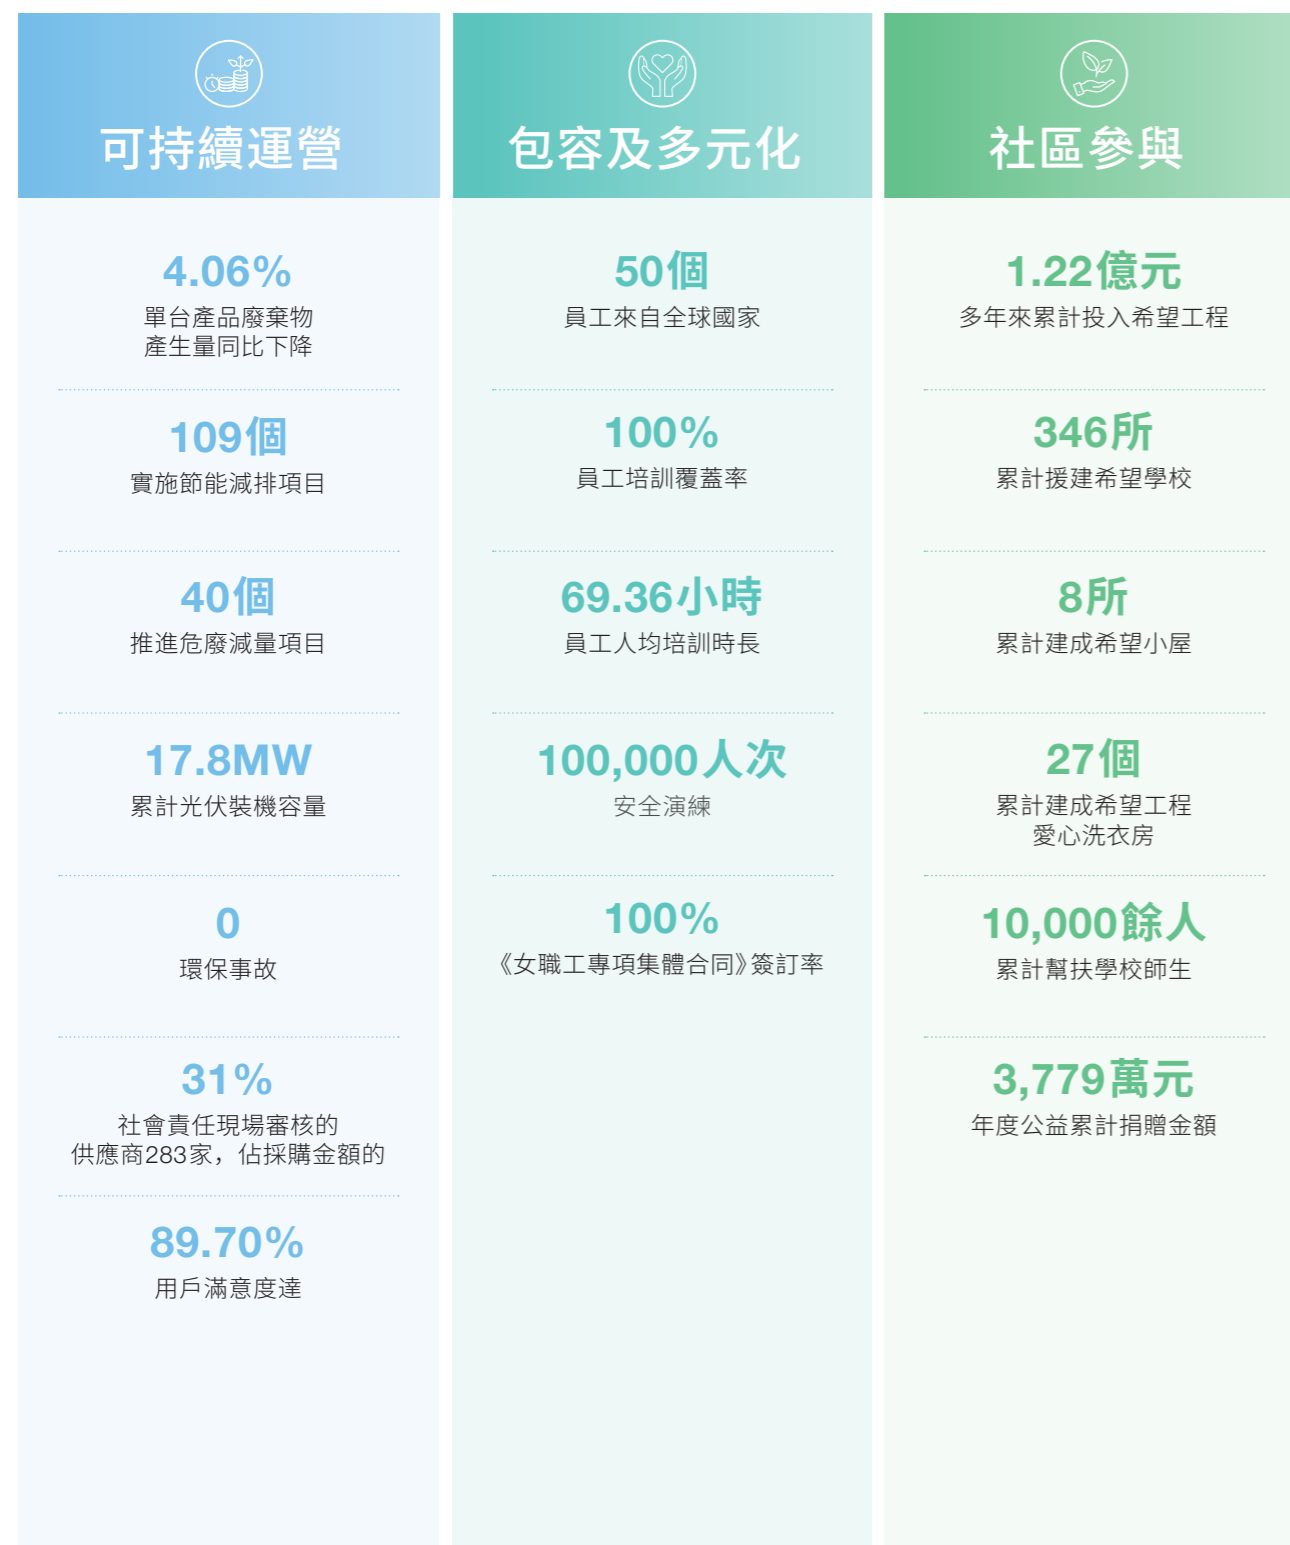 可持續運營
4.06%
單台產品廢棄物
產生量同比下降
109個
實施節能減排項目
40個
推進危廢減量項目
17.8MW
累計光伏裝機容量
0
環保事故
31%
社會責任現場審核的
供應商283家，佔採購金額的
89.70%
用戶滿意度達
包容及多元化
50個
員工來自全球國家
100%
員工培訓覆蓋率
69.36小時
員工人均培訓時長
100,000人次
安全演練
100%
《女職工專項集體合同》簽訂率
社區參與
1.22億元
多年來累計投入希望工程
346所
累計援建希望學校
8所
累計建成希望小屋
27個
累計建成希望工程
愛心洗衣房
10,000餘人
累計幫扶學校師生
3,779萬元
年度公益累計捐贈金額